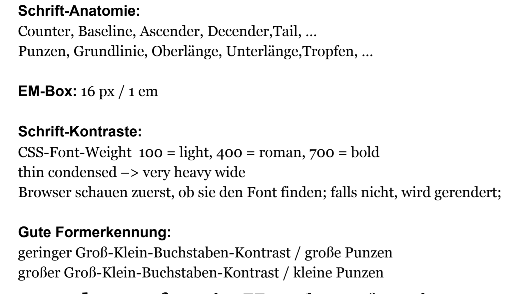 Schrift-Anatomie:
Counter, Baseline, Ascender, Decender,Tail, ...
Punzen, Grundlinie, Oberlänge, Unterlänge,Tropfen, ...
EM-Box: 16 px / 1 em
Schrift-Kontraste:
CSS-Font-Weight 100 = light, 400 = roman, 700 = bold
thin condensed –> very heavy wide
Browser schauen zuerst, ob sie den Font finden; falls nicht, wird gerendert;
Gute Formerkennung:
geringer Groß-Klein-Buchstaben-Kontrast / große Punzen
großer Groß-Klein-Buchstaben-Kontrast / kleine Punzen